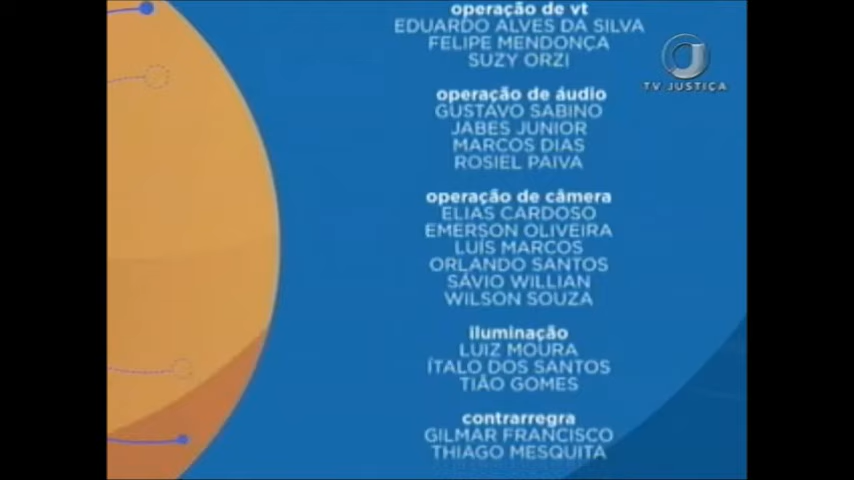 operação de vt
EDUARDO ALVES DA SILVA
FELIPE MENDONÇA
SUZY ORZI
operação de áudio
GUSTAVO SABINO
JABES JUNIOR
MARCOS DIAS
ROSIEL PAIVA
operação de câmera
ELIAS CARDOSO
EMERSON OLIVEIRA
LUÍS MARCOS
ORLANDO SANTOS
SÁVIO WILLIAN
WILSON SOUZA
iluminação
LUIZ MOURA
ÍTALO DOS SANTOS
TIÃO GOMES
contrarregra
GILMAR FRANCISCO
THIAGO MESQUITA
TV JUSTIÇA